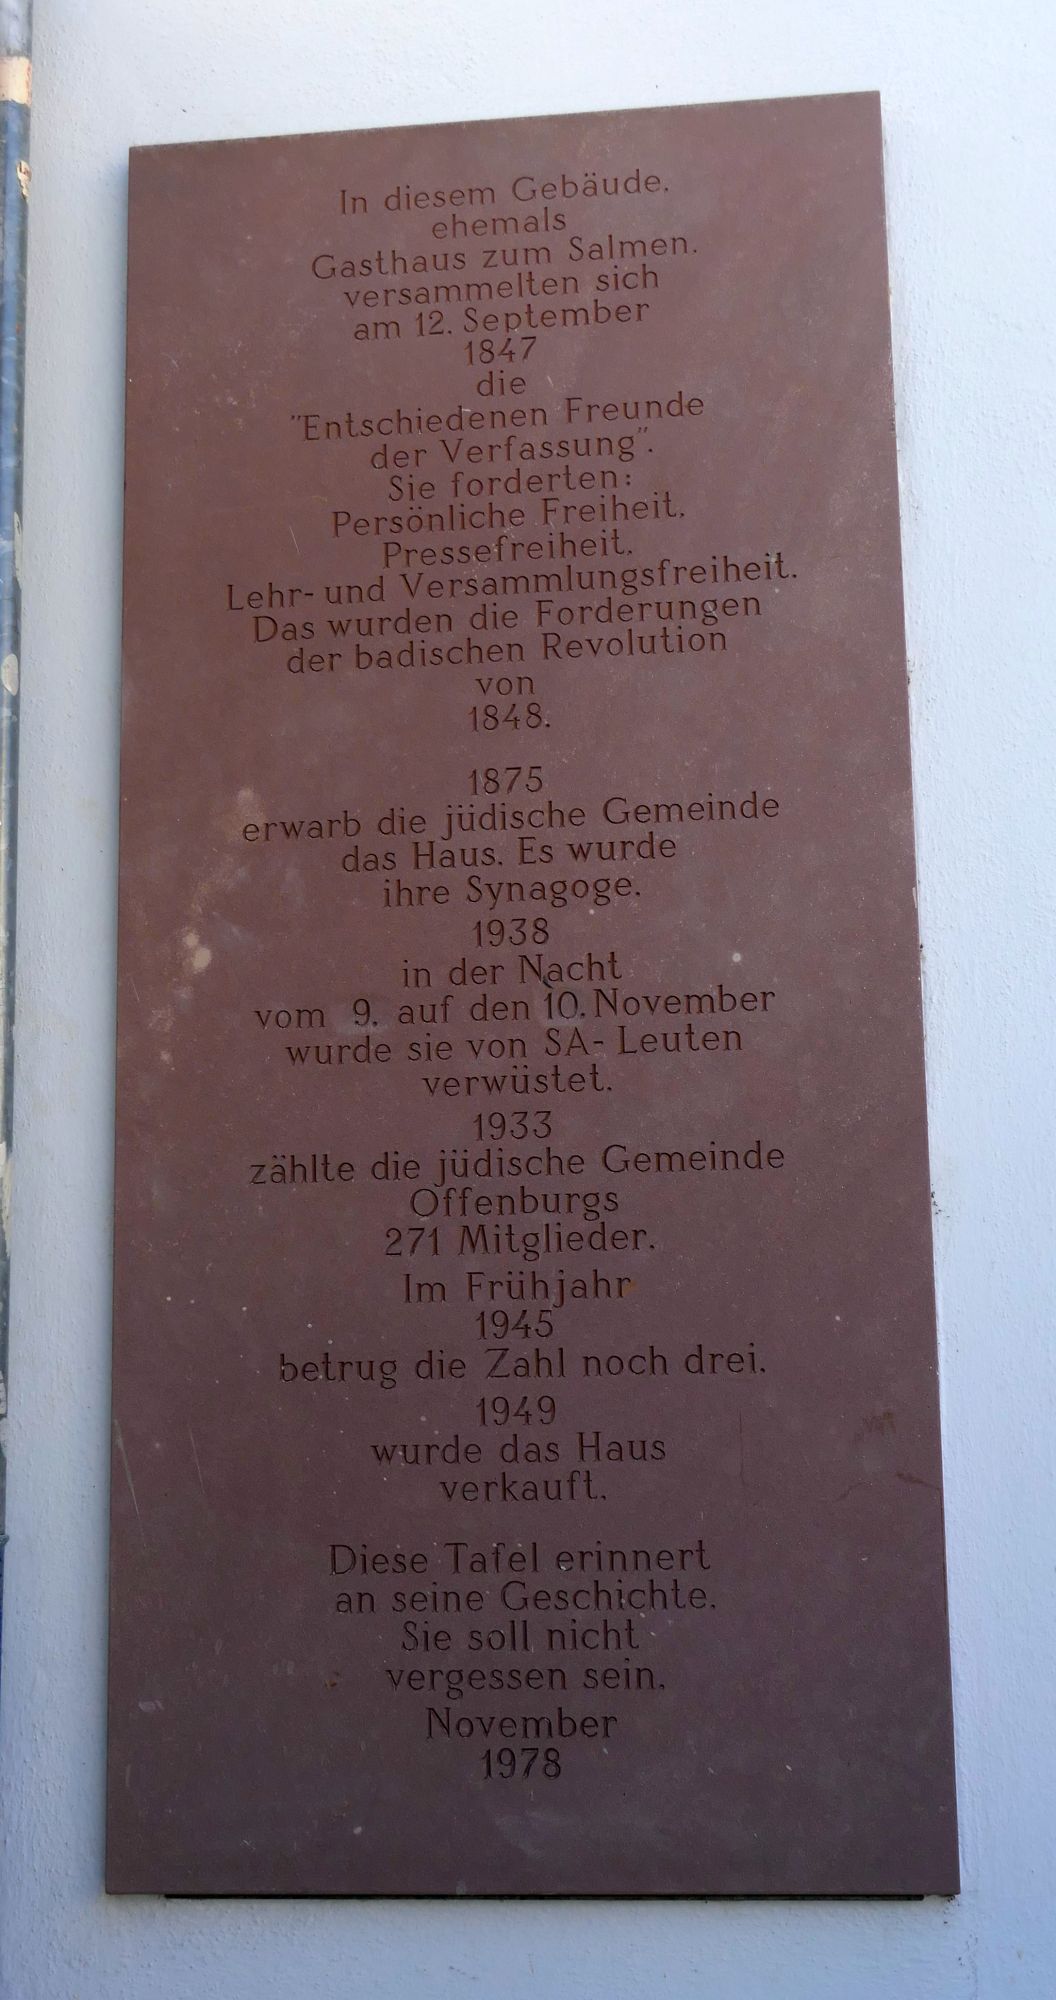 In diesem Gebäude,
ehemals
Gasthaus zum Salmen,
versammelten sich
am 12. September
1847
die
"Entschiedenen Freunde
der Verfassung".
Sie forderten:
Persönliche Freiheit,
Pressefreiheit,
Lehr- und Versammlungsfreiheit.
Das wurden die Forderungen
der badischen Revolution
von
1848.
1875
erwarb die jüdische Gemeinde
das Haus. Es wurde
ihre Synagoge.
1938
in der Nacht
vom 9. auf den 10. November
wurde sie von SA- Leuten
verwüstet.
1933
zählte die jüdische Gemeinde
Offenburgs
271 Mitglieder.
Im Frühjahr
1945
betrug die Zahl noch drei.
1949
wurde das Haus
verkauft.
Diese Tafel erinnert
an seine Geschichte.
Sie soll nicht
vergessen sein.
November
1978